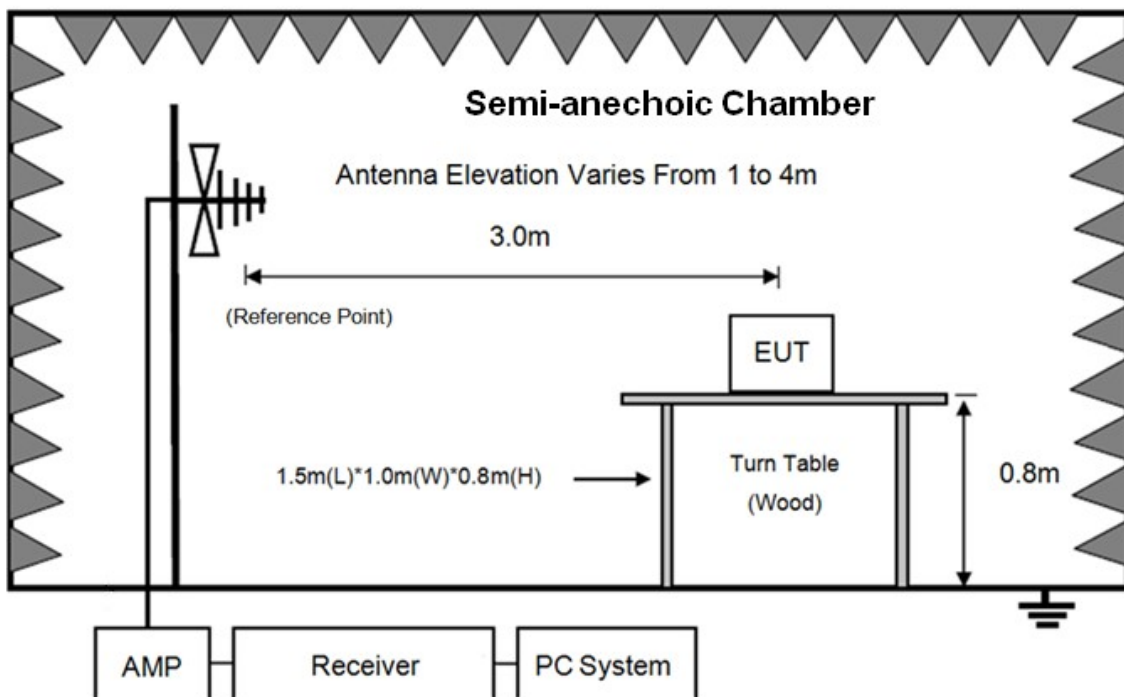 Semi-anechoic Chamber
Antenna Elevation Varies From 1 to 4m
3.0m
(Reference Point)
EUT
1.5m(L)*1.0m(W)*0.8m(H)
Turn Table
(Wood)
0.8m
AMP
Receiver
PC System